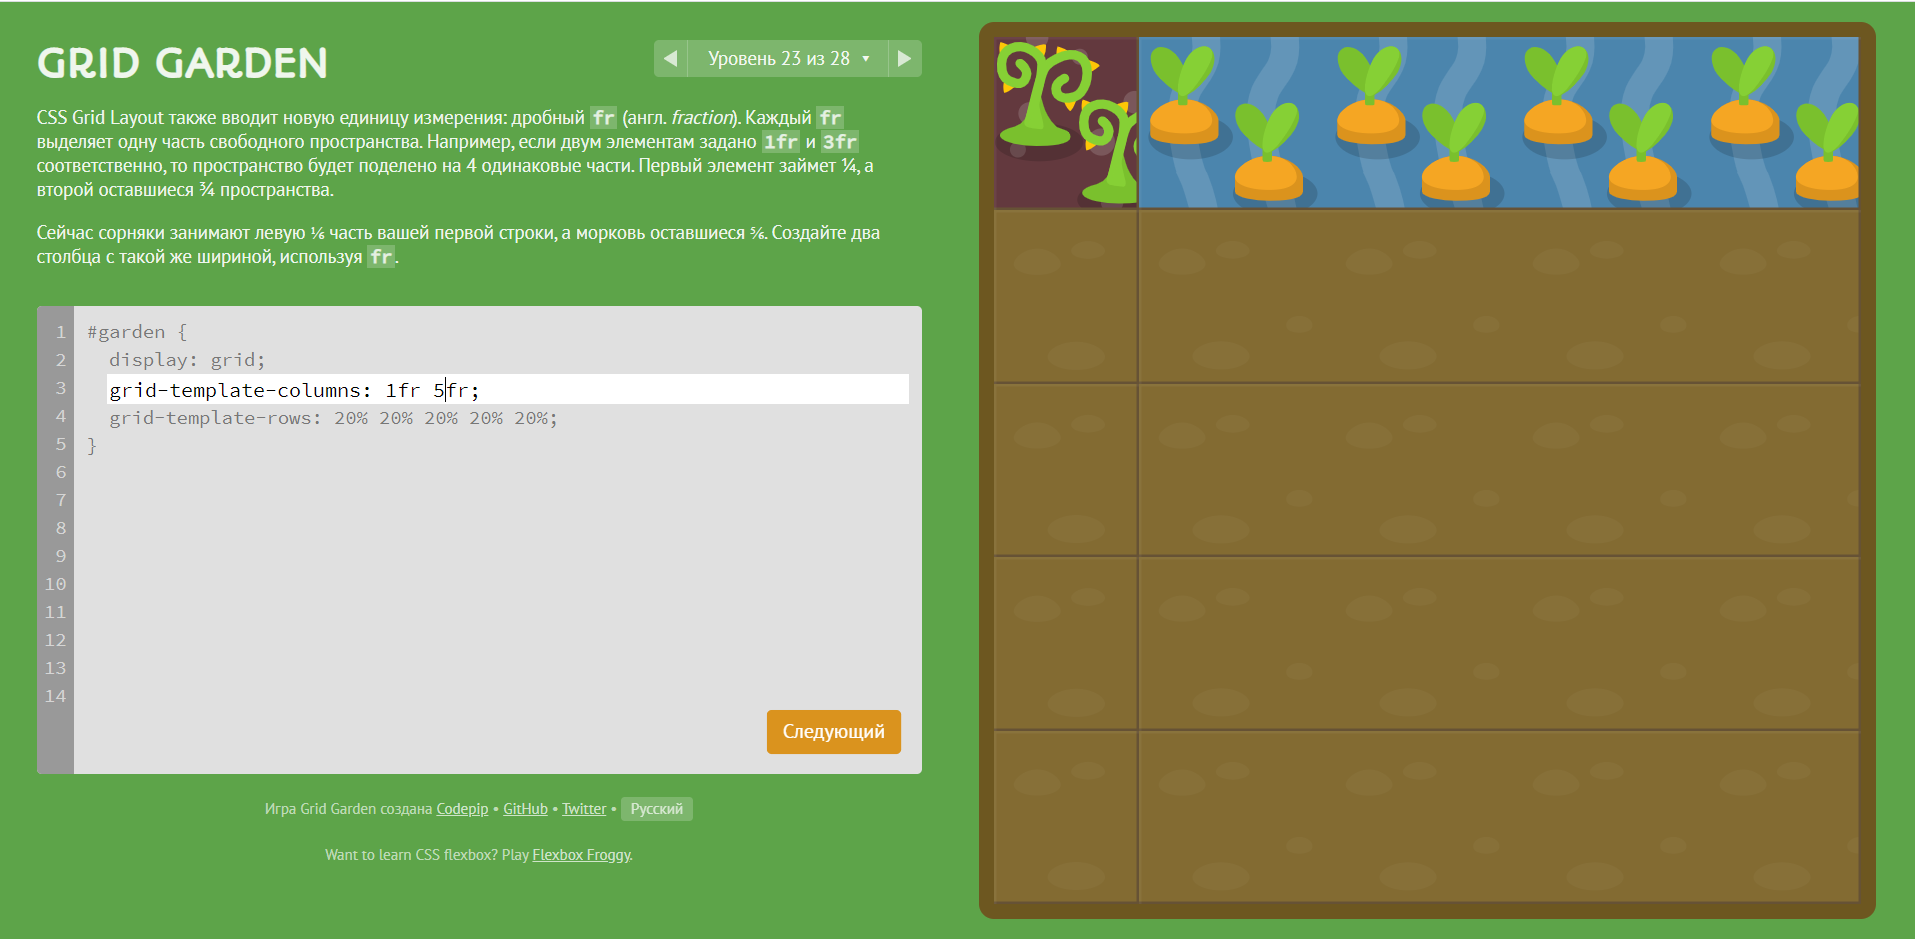 GRID GARDEN
Уровень 23 из 28
CSS Grid Layout также вводит новую единицу измерения: дробный fr (англ. fraction). Каждый fr
выделяет одну часть свободного пространства. Например, если двум элементам задано 1fr и 3fr
соответственно, то пространство будет поделено на 4 одинаковые части. Первый элемент займет ¼, а
второй оставшиеся ¾ пространства.
Сейчас сорняки занимают левую ⅙ часть вашей первой строки, а морковь оставшиеся ⅚. Создайте два
столбца с такой же шириной, используя fr.
1 #garden {
2 display: grid;
3 grid-template-columns: 1fr 5fr;
4 grid-template-rows: 20% 20% 20% 20% 20%;
5 }
6
7
8
9
10
11
12
13
14
Следующий
Игра Grid Garden создана Codepip • GitHub • Twitter • Русский
Want to learn CSS flexbox? Play Flexbox Froggy.